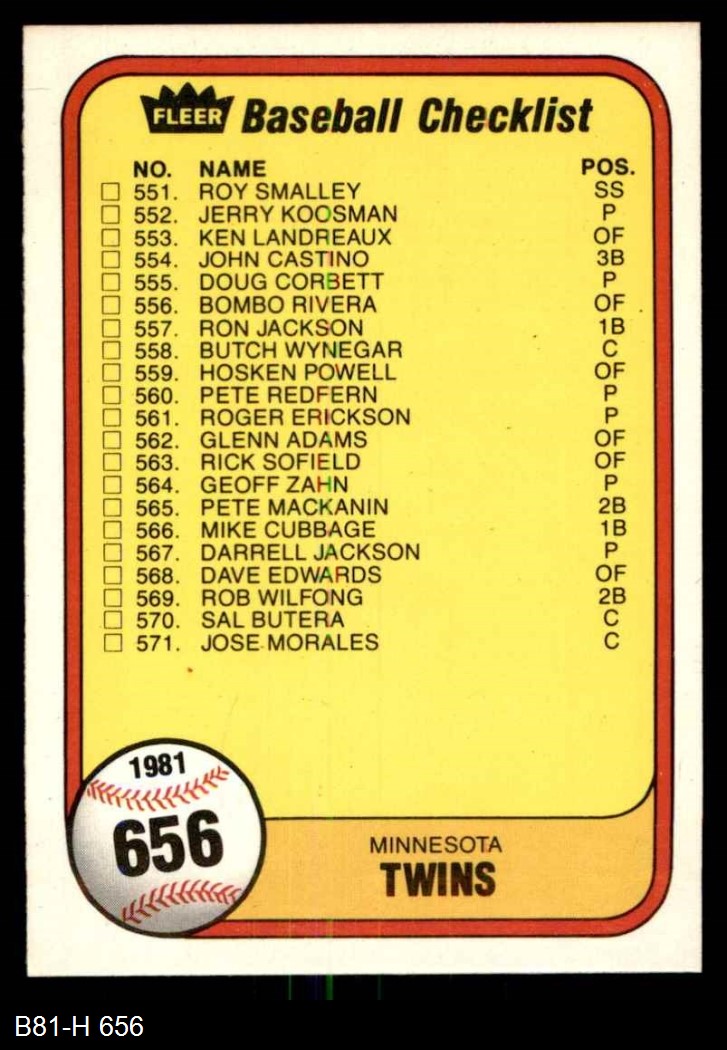 FLEER Baseball Checklist
NO. NAME POS.
551. ROY SMALLEY SS
552. JERRY KOOSMAN P
553. KEN LANDREAUX OF
554. JOHN CASTINO 3B
555. DOUG CORBETT P
556. BOMBO RIVERA OF
557. RON JACKSON 1B
558. BUTCH WYNEGAR C
559. HOSKEN POWELL OF
560. PETE REDFERN P
561. ROGER ERICKSON P
562. GLENN ADAMS OF
563. RICK SOFIELD OF
564. GEOFF ZAHN P
565. PETE MACKANIN 2B
566. MIKE CUBBAGE 1B
567. DARRELL JACKSON P
568. DAVE EDWARDS OF
569. ROB WILFONG 2B
570. SAL BUTERA C
571. JOSE MORALES C
1981
656
MINNESOTA
TWINS
B81-H 656